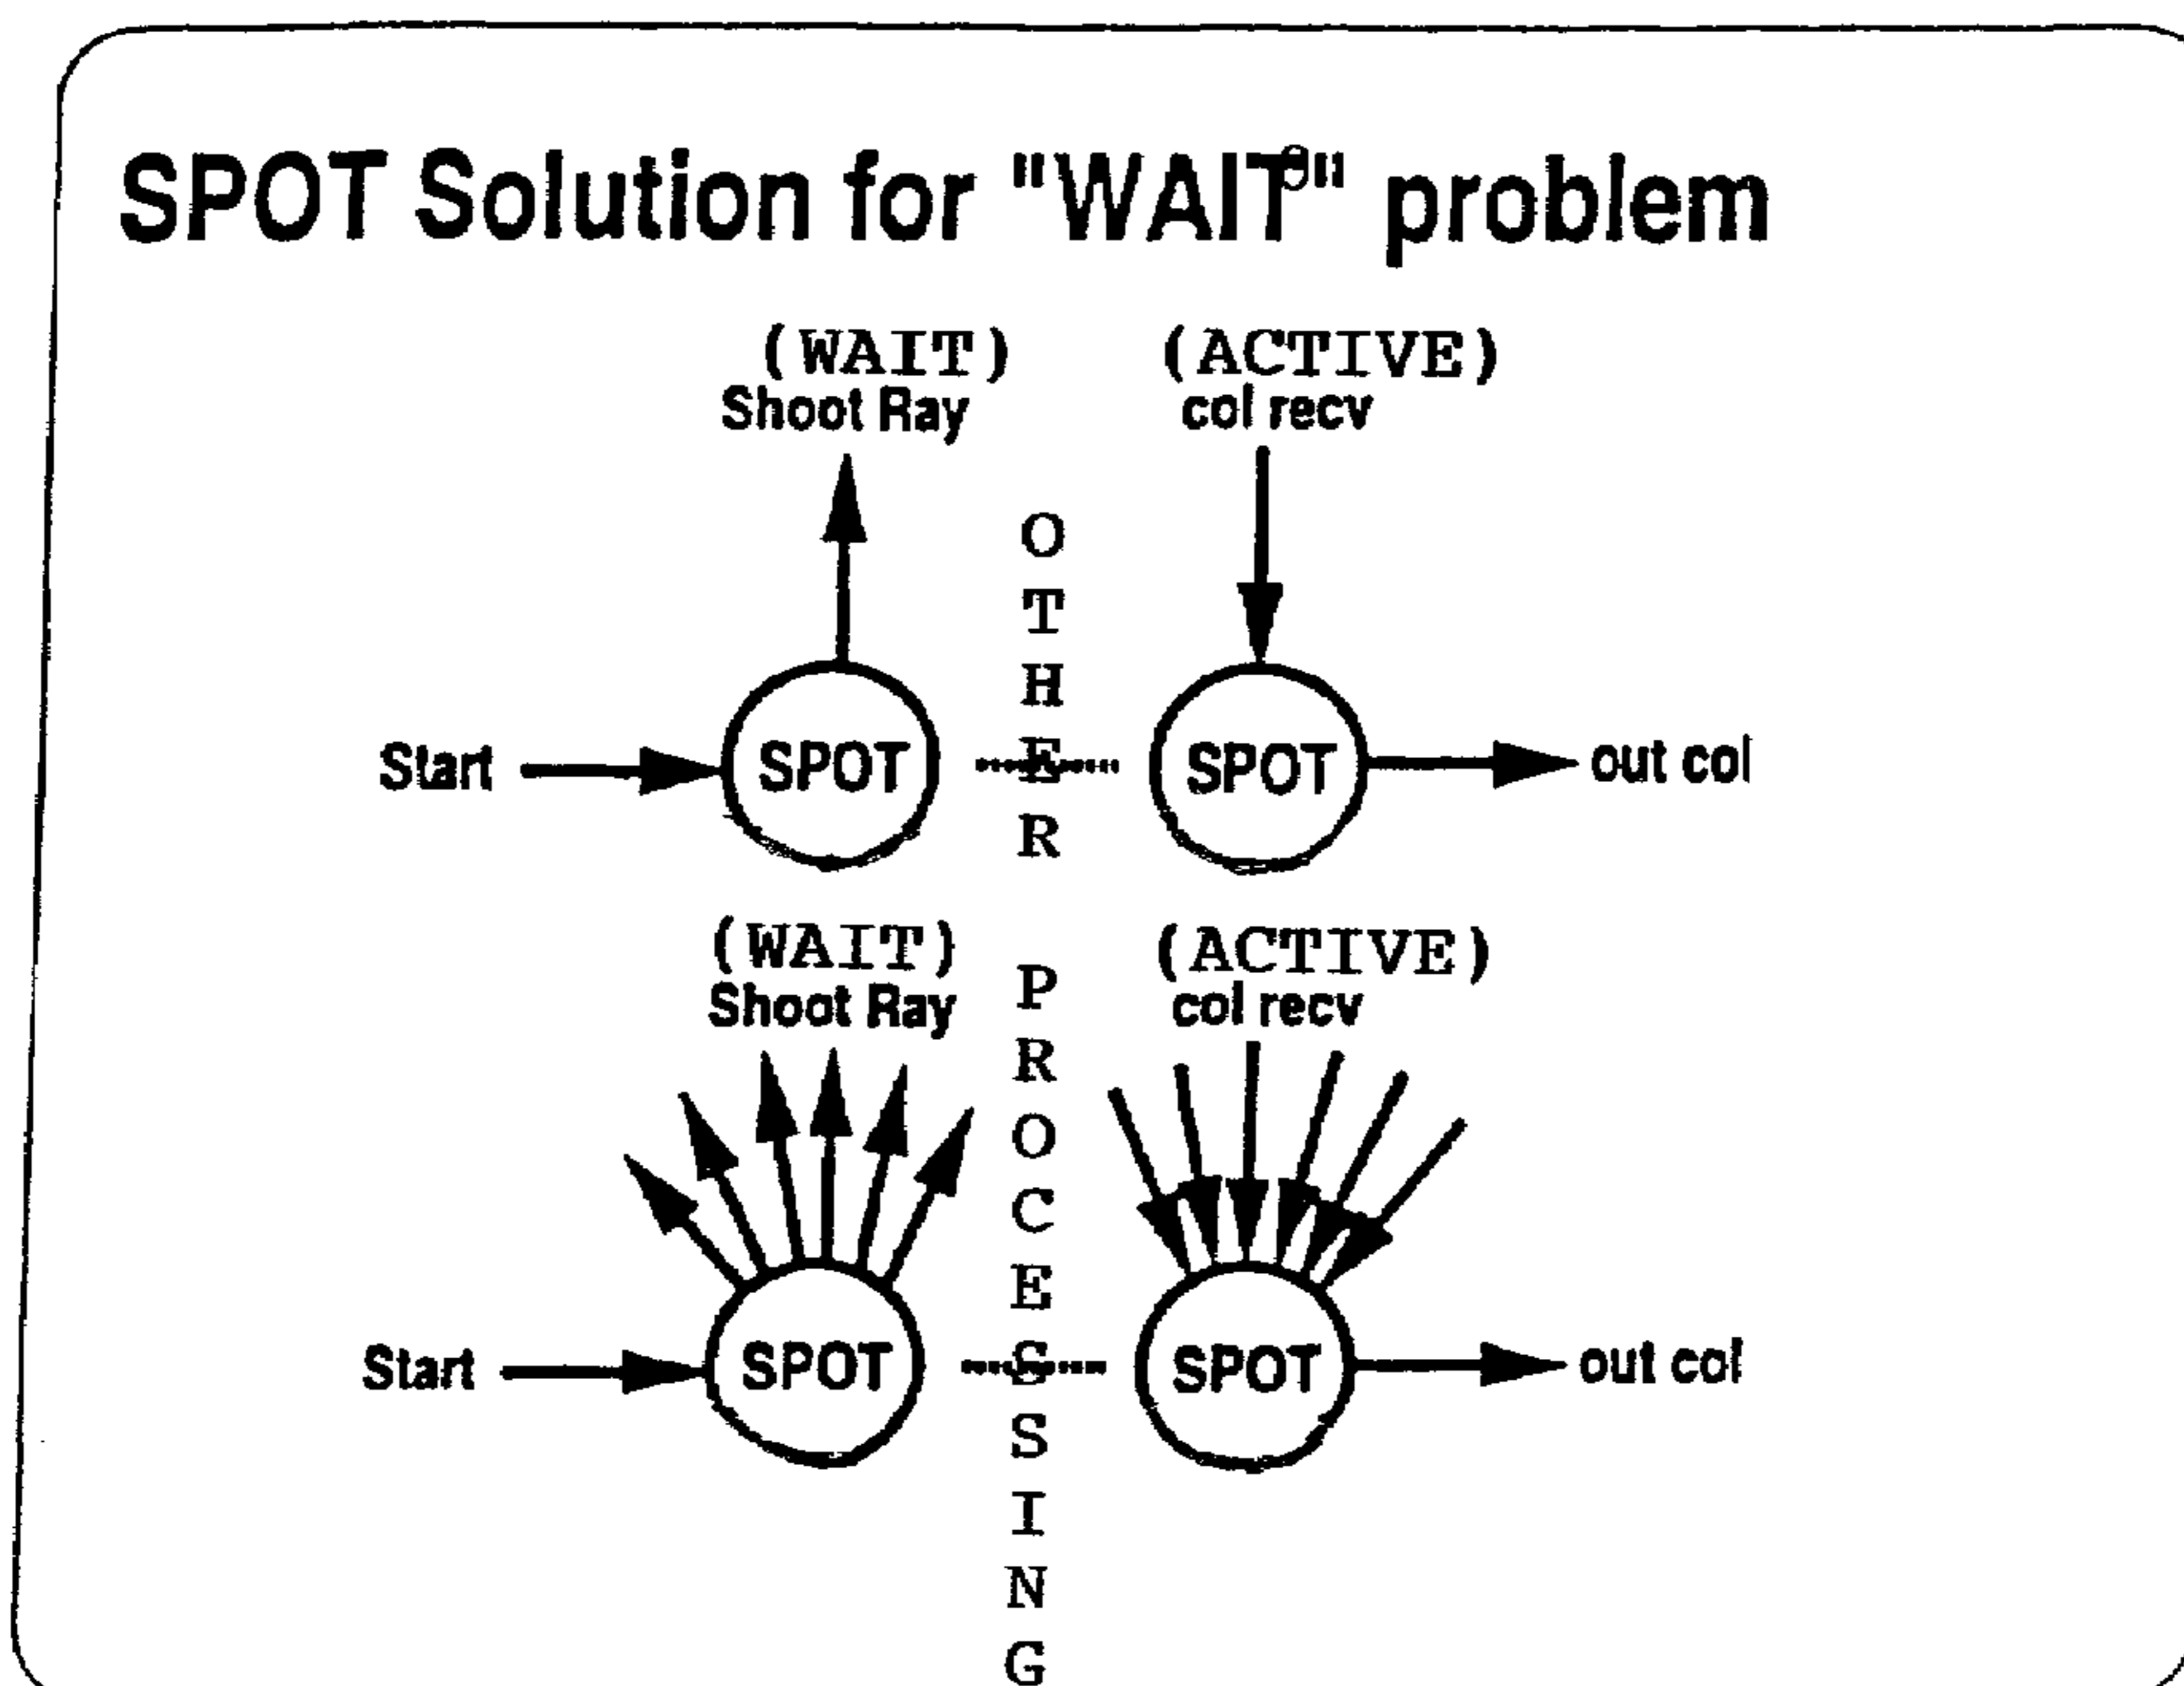 SPOT Solution for "WAIT" problem
(WAIT) (ACTIVE)
Shoot Ray col recv
OTHER
Start SPOT SPOT out col
(WAIT) (ACTIVE)
Shoot Ray col recv
PROCESSING
Start SPOT SPOT out col